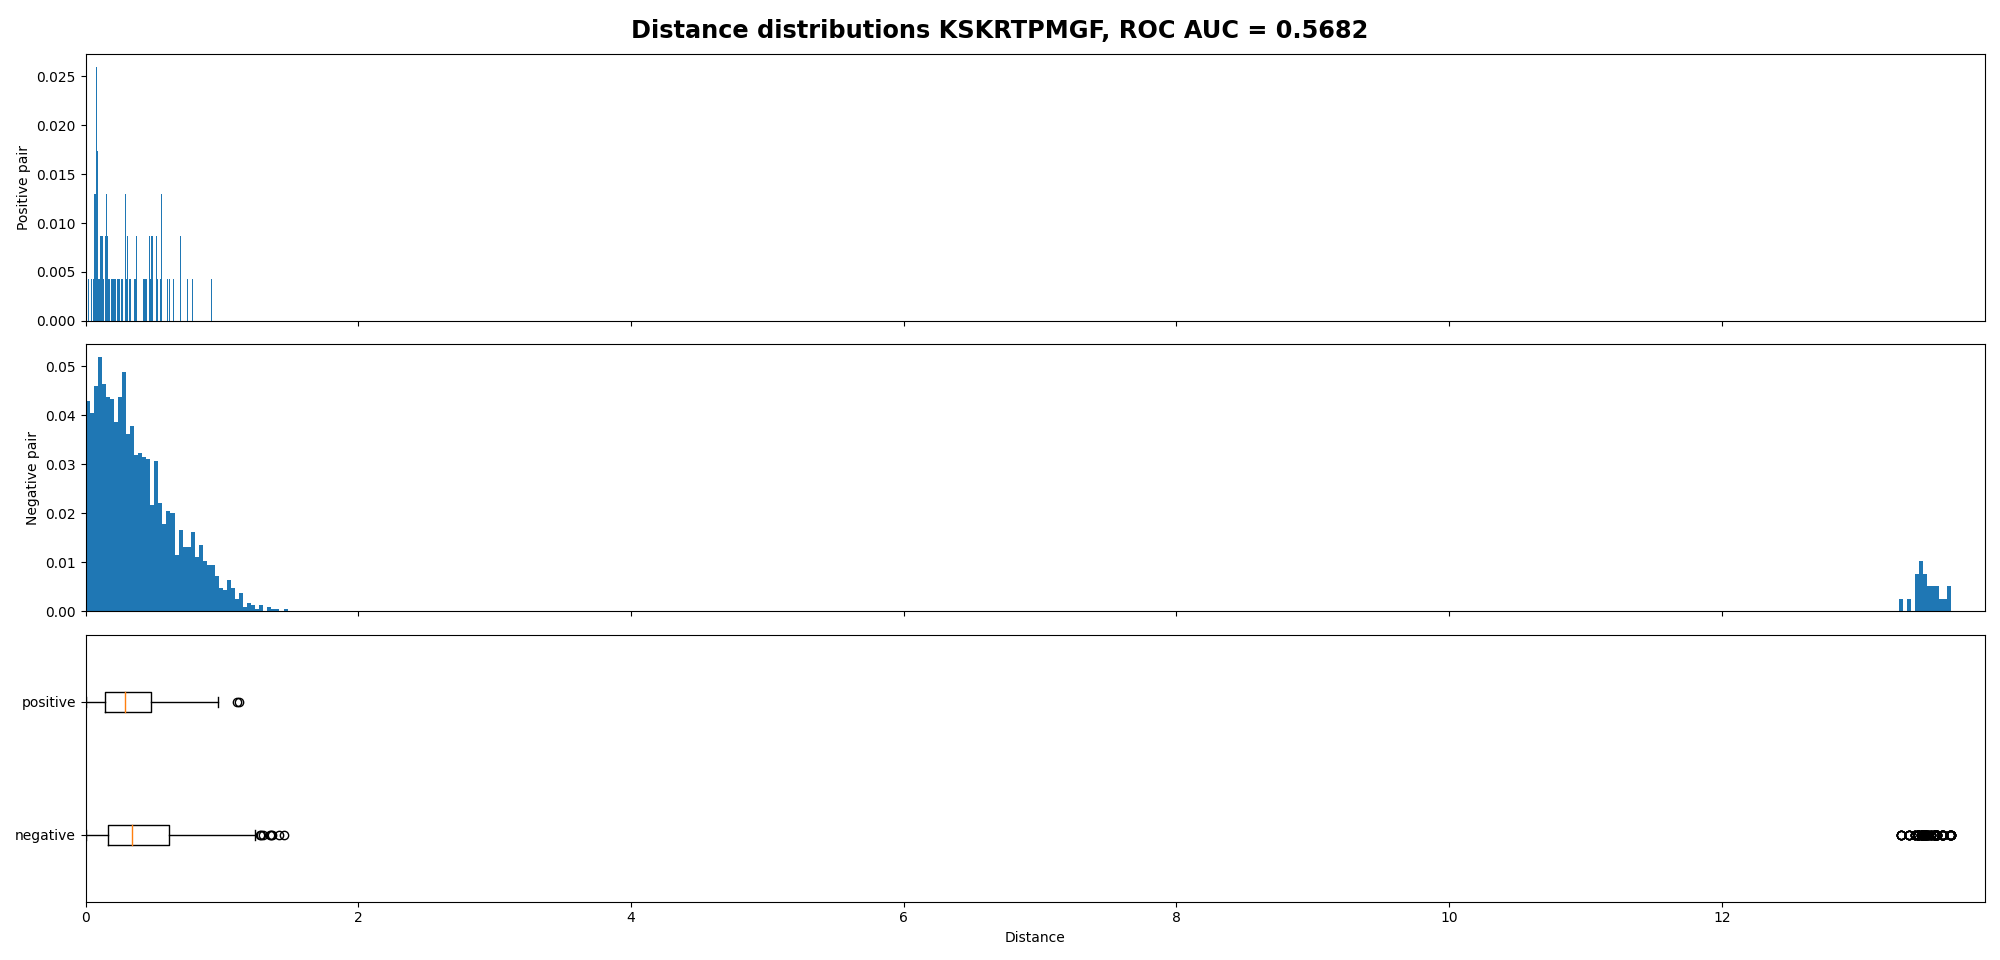 Distance distributions KSKRTPMGF, ROC AUC = 0.5682
0.025
0.020
0.015
0.010
0.005
0.000
Positive pair
0.05
0.04
0.03
0.02
0.01
0.00
Negative pair
positive
negative
0 2 4 6 8 10 12
Distance